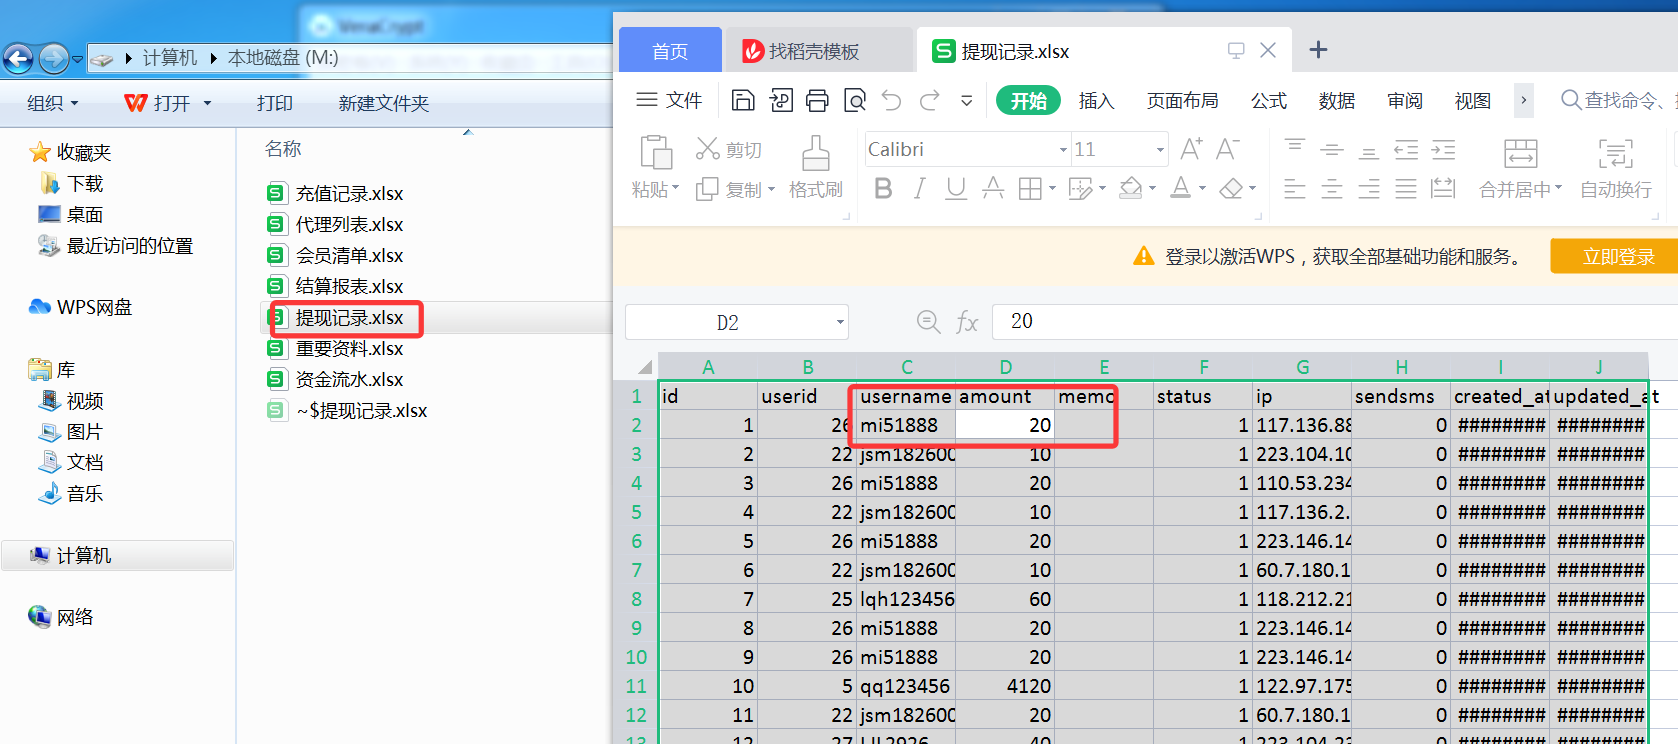 VeraCrypt
计算机 本地磁盘 (M:)
组织 打开 打印 新建文件夹
收藏夹
下载
桌面
最近访问的位置
WPS网盘
库
视频
图片
文档
音乐
计算机
网络
名称
充值记录.xlsx
代理列表.xlsx
会员清单.xlsx
结算报表.xlsx
提现记录.xlsx
重要资料.xlsx
资金流水.xlsx
~$提现记录.xlsx
首页 找稻壳模板 提现记录.xlsx
文件 开始 插入 页面布局 公式 数据 审阅 视图 查找命令、
粘贴 剪切 复制 格式刷 Calibri 11 合并居中 自动换行
登录以激活WPS，获取全部基础功能和服务。 立即登录
D2 fx 20
A B C D E F G H I J
1 id userid username amount memo status ip sendsms created_at updated_at
2 1 26 mi51888 20 1 117.136.88 0 ######## ########
3 2 22 jsm182600 10 1 223.104.10 0 ######## ########
4 3 26 mi51888 20 1 110.53.234 0 ######## ########
5 4 22 jsm182600 10 1 117.136.2. 0 ######## ########
6 5 26 mi51888 20 1 223.146.14 0 ######## ########
7 6 22 jsm182600 10 1 60.7.180.1 0 ######## ########
8 7 25 lqh123456 60 1 118.212.21 0 ######## ########
9 8 26 mi51888 20 1 223.146.14 0 ######## ########
10 9 26 mi51888 20 1 223.146.14 0 ######## ########
11 10 5 qq123456 4120 1 122.97.175 0 ######## ########
12 11 22 jsm182600 20 1 60.7.180.1 0 ######## ########
13 12 27 40 1 223.104.23 0 ######## ########